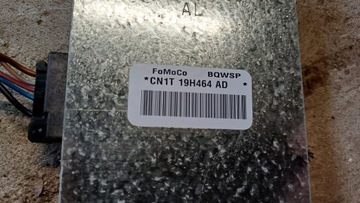 AL
FoMoCo BQWSP
*CN1T 19H464 AD *